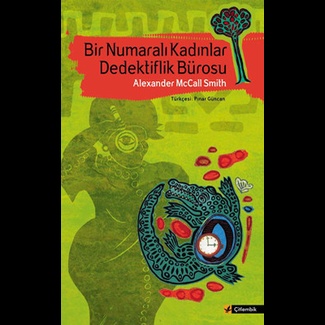 Bir Numaralı Kadınlar
Dedektiflik Bürosu
Alexander McCall Smith
Türkçesi: Pınar Güncan
Çitlembik